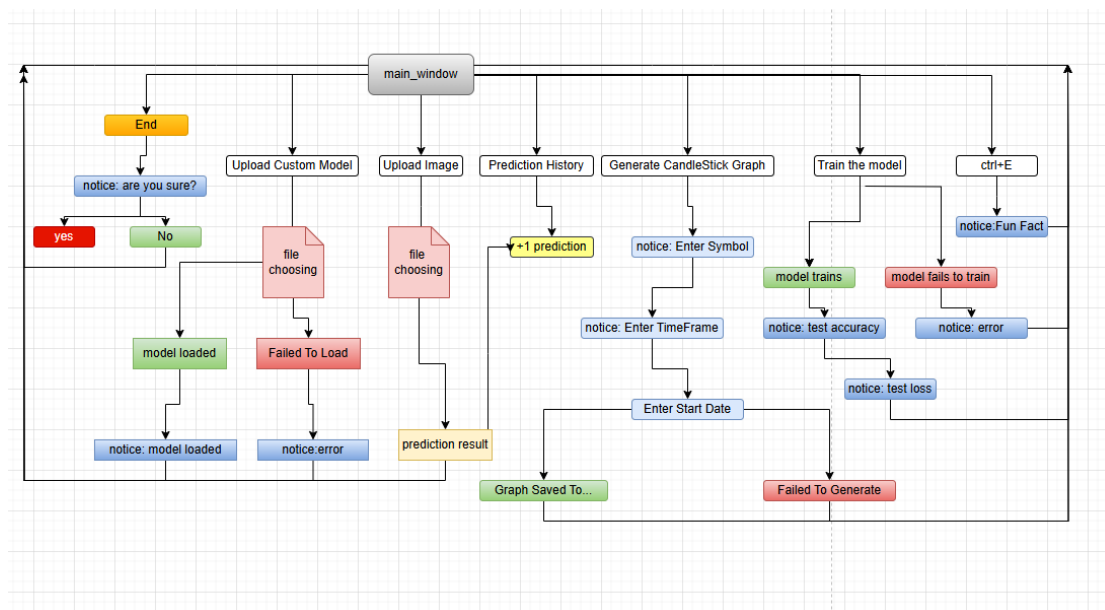 main_window
End
Upload Custom Model
Upload Image
Prediction History
Generate CandleStick Graph
Train the model
ctrl+E
notice: are you sure?
yes
No
file
choosing
file
choosing
+1 prediction
notice: Enter Symbol
notice:Fun Fact
model trains
model fails to train
notice: Enter TimeFrame
notice: test accuracy
notice: error
model loaded
Failed To Load
notice: test loss
Enter Start Date
notice: model loaded
notice:error
prediction result
Graph Saved To...
Failed To Generate